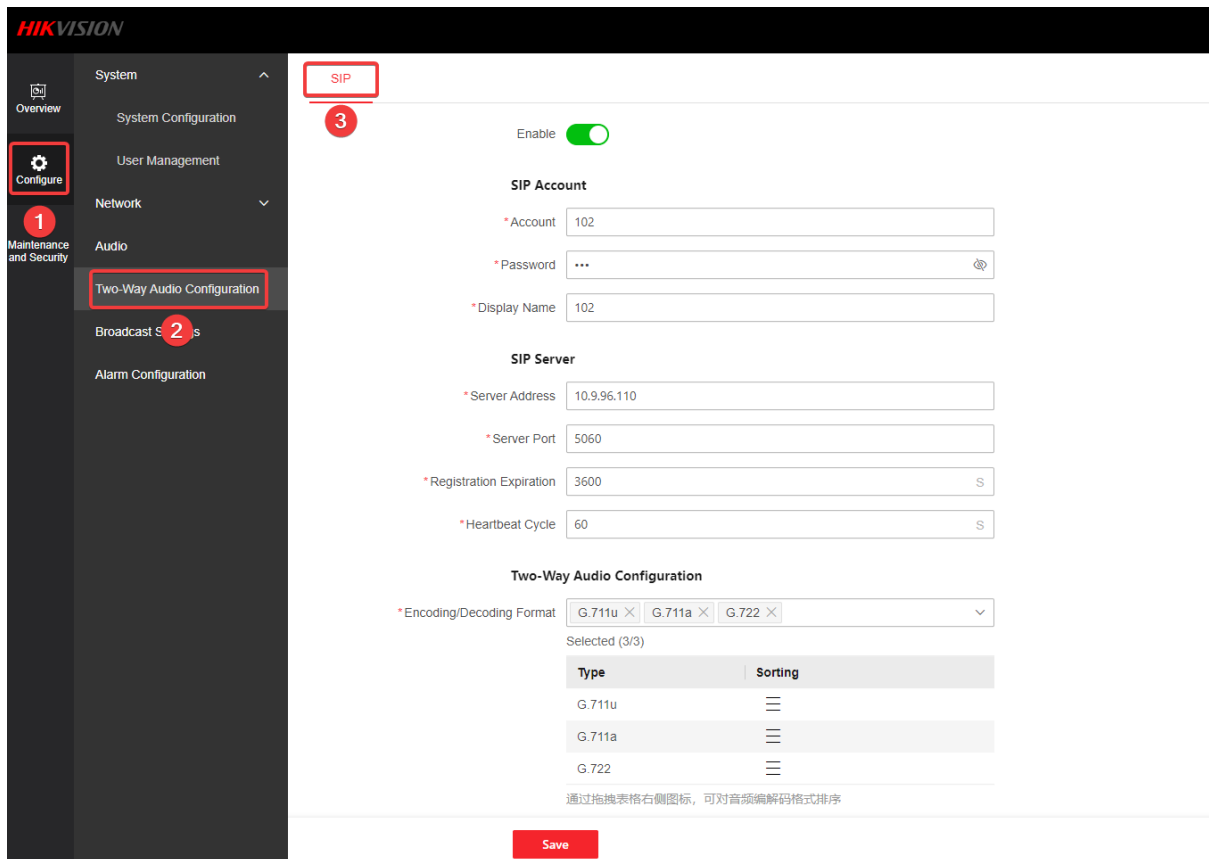 HIKVISION
Overview
Configure
1
Maintenance
and Security
System
System Configuration
User Management
Network
Audio
Two-Way Audio Configuration
2
Broadcast S s
Alarm Configuration
SIP
3
Enable
SIP Account
*Account 102
*Password •••
*Display Name 102
SIP Server
*Server Address 10.9.96.110
*Server Port 5060
*Registration Expiration 3600 S
*Heartbeat Cycle 60 S
Two-Way Audio Configuration
*Encoding/Decoding Format G.711u × G.711a × G.722 ×
Selected (3/3)
Type Sorting
G.711u
G.711a
G.722
通过拖拽表格右侧图标，可对音频编解码格式排序
Save